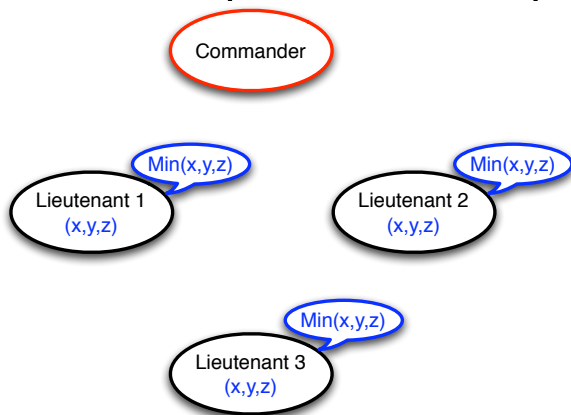 Commander
Min(x,y,z)
Min(x,y,z)
Lieutenant 1
(x,y,z)
Lieutenant 2
(x,y,z)
Min(x,y,z)
Lieutenant 3
(x,y,z)